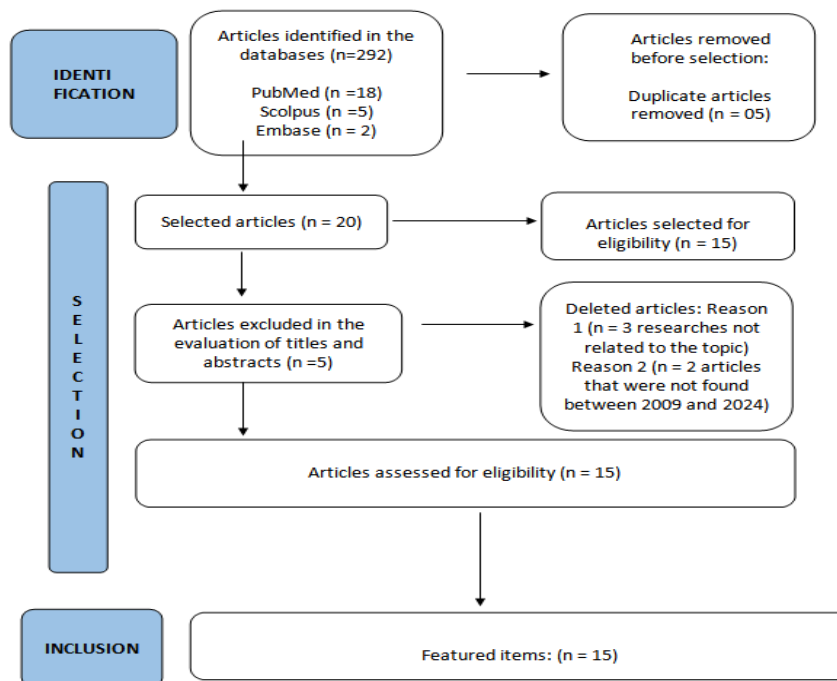 IDENTI
FICATION
Articles identified in the
databases (n=292)
PubMed (n =18)
Scolpus (n =5)
Embase (n = 2)
Articles removed
before selection:
Duplicate articles
removed (n = 05)
SELECTION
Selected articles (n = 20)
Articles selected for
eligibility (n = 15)
Articles excluded in the
evaluation of titles and
abstracts (n =5)
Deleted articles: Reason
1 (n = 3 researches not
related to the topic)
Reason 2 (n = 2 articles
that were not found
between 2009 and 2024)
Articles assessed for eligibility (n = 15)
INCLUSION
Featured items: (n = 15)